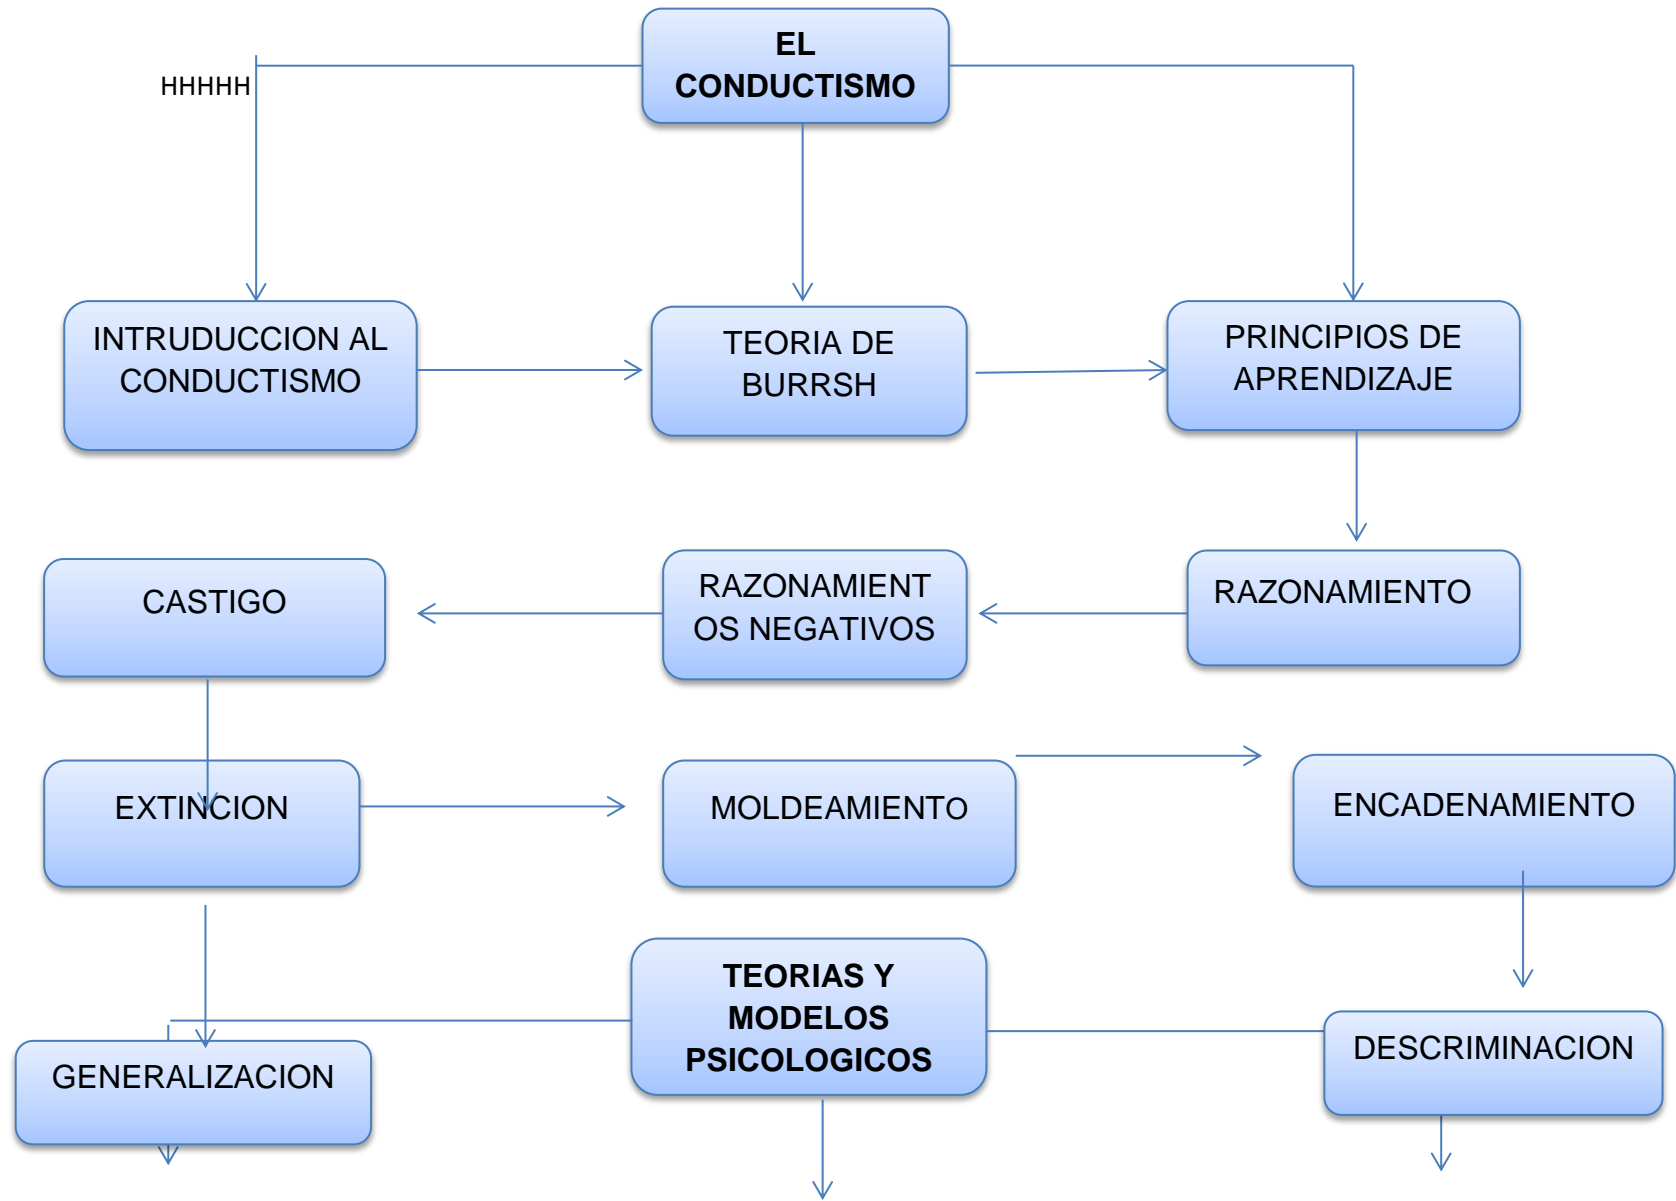 EL
CONDUCTISMO
HHHHH
INTRUDUCCION AL
CONDUCTISMO
TEORIA DE
BURRSH
PRINCIPIOS DE
APRENDIZAJE
CASTIGO
RAZONAMIENT
OS NEGATIVOS
RAZONAMIENTO
EXTINCION
MOLDEAMIENTO
ENCADENAMIENTO
TEORIAS Y
MODELOS
PSICOLOGICOS
GENERALIZACION
DESCRIMINACION